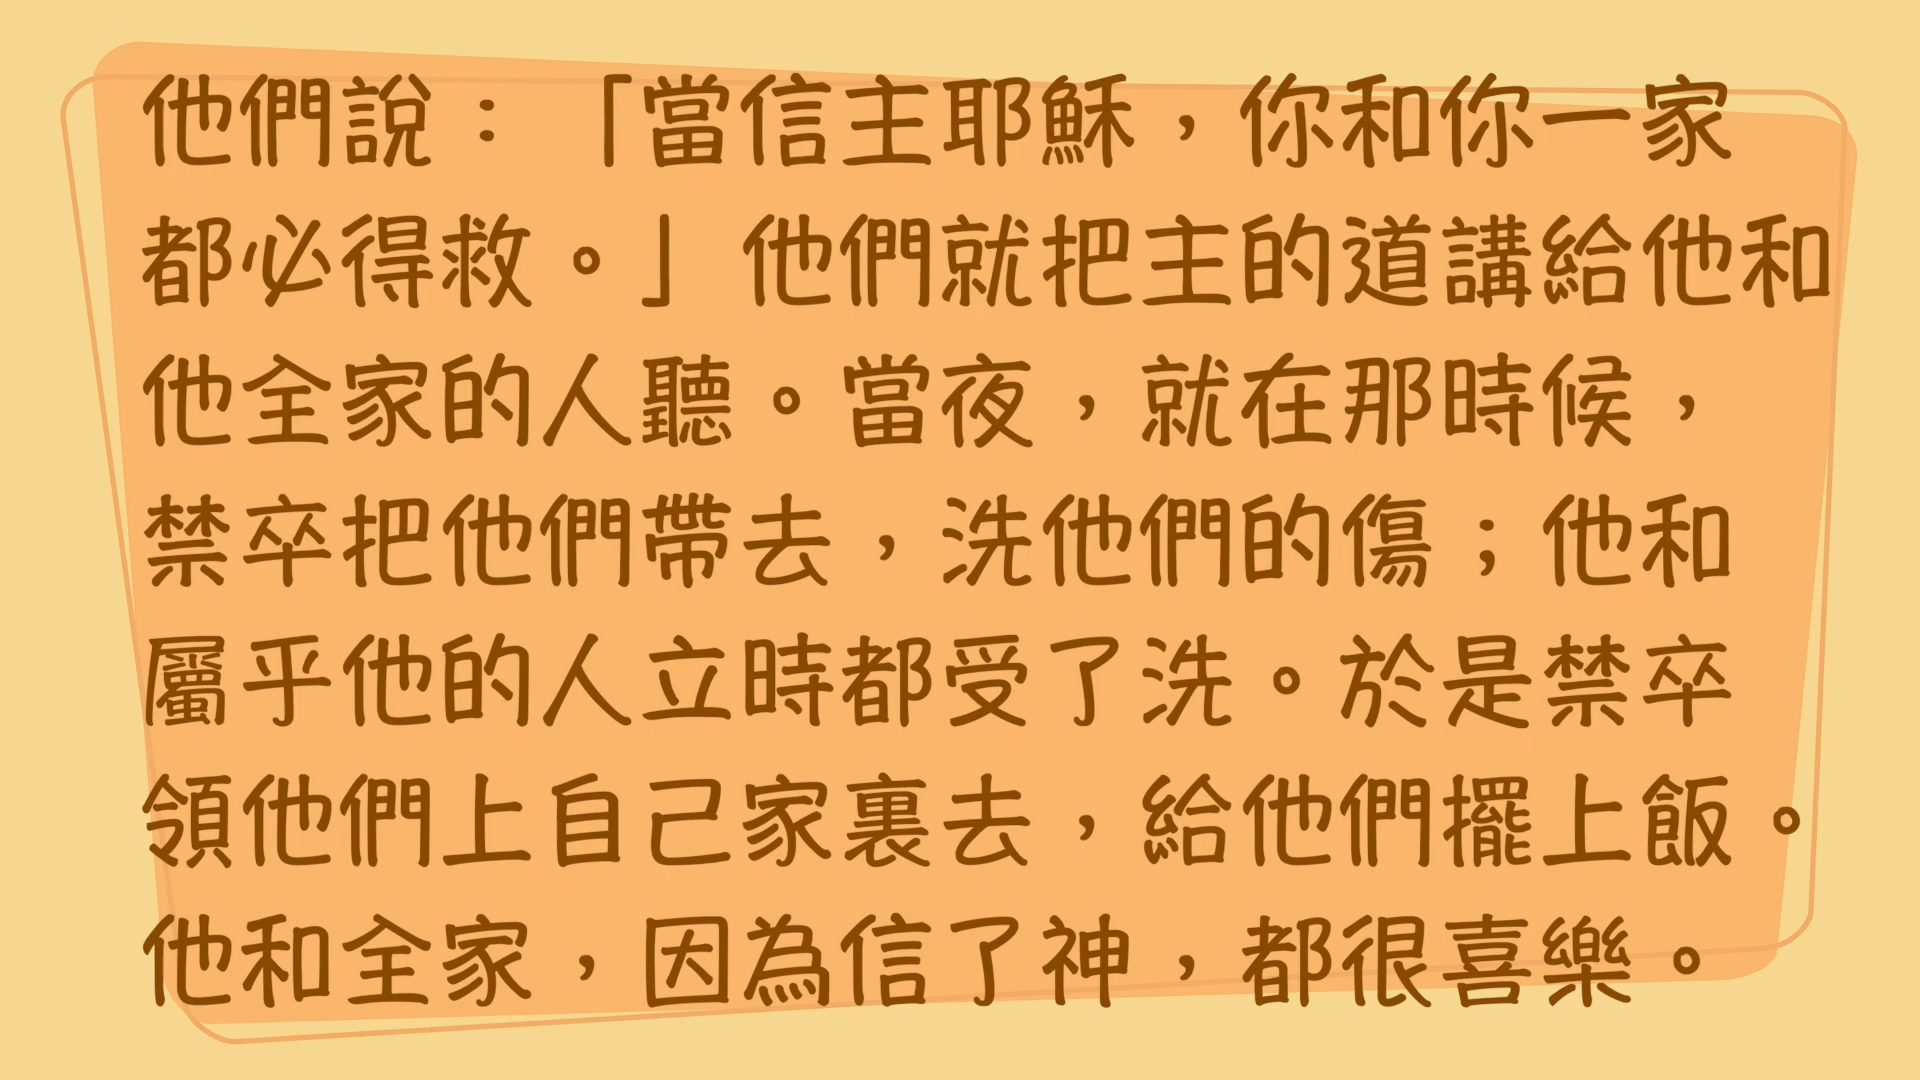 他們說：「當信主耶穌，你和你一家
都必得救。」他們就把主的道講給他和
他全家的人聽。當夜，就在那時候，
禁卒把他們帶去，洗他們的傷；他和
屬乎他的人立時都受了洗。於是禁卒
領他們上自己家裏去，給他們擺上飯。
他和全家，因為信了神，都很喜樂。